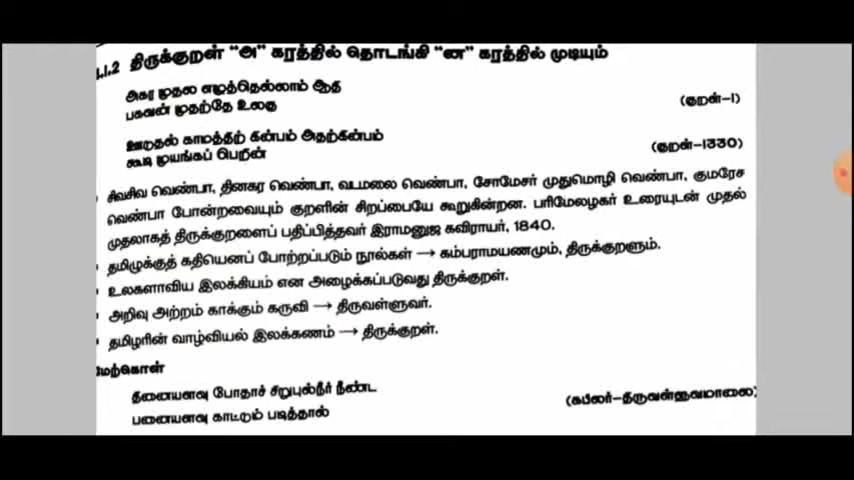 1.1.2 திருக்குறள் “அ” கரத்தில் தொடங்கி “ன” கரத்தில் முடியும்
அகர முதல எழுத்தெல்லாம் ஆதி
பகவன் முதற்றே உலகு (குறள்-1)
ஊடுதல் காமத்திற் கின்பம் அதற்கின்பம்
கூடி முயங்கப் பெறின் (குறள்-1330)
சிவசிவ வெண்பா, தினகர வெண்பா, வடமலை வெண்பா, சோமேசர் முதுமொழி வெண்பா, குமரேச
வெண்பா போன்றவையும் குறளின் சிறப்பையே கூறுகின்றன. பரிமேலழகர் உரையுடன் முதல்
முதலாகத் திருக்குறளைப் பதிப்பித்தவர் இராமனுஜ கவிராயர், 1840.
தமிழுக்குத் கதியெனப் போற்றப்படும் நூல்கள் → கம்பராமயணமும், திருக்குறளும்.
உலகளாவிய இலக்கியம் என அழைக்கப்படுவது திருக்குறள்.
அறிவு அற்றம் காக்கும் கருவி → திருவள்ளுவர்.
தமிழரின் வாழ்வியல் இலக்கணம் → திருக்குறள்.
மேற்கொள்
தினையளவு போதாச் சிறுபுல்நீர் நீண்ட
பனையளவு காட்டும் படித்தால் (கபிலர்-திருவள்ளுவமாலை)